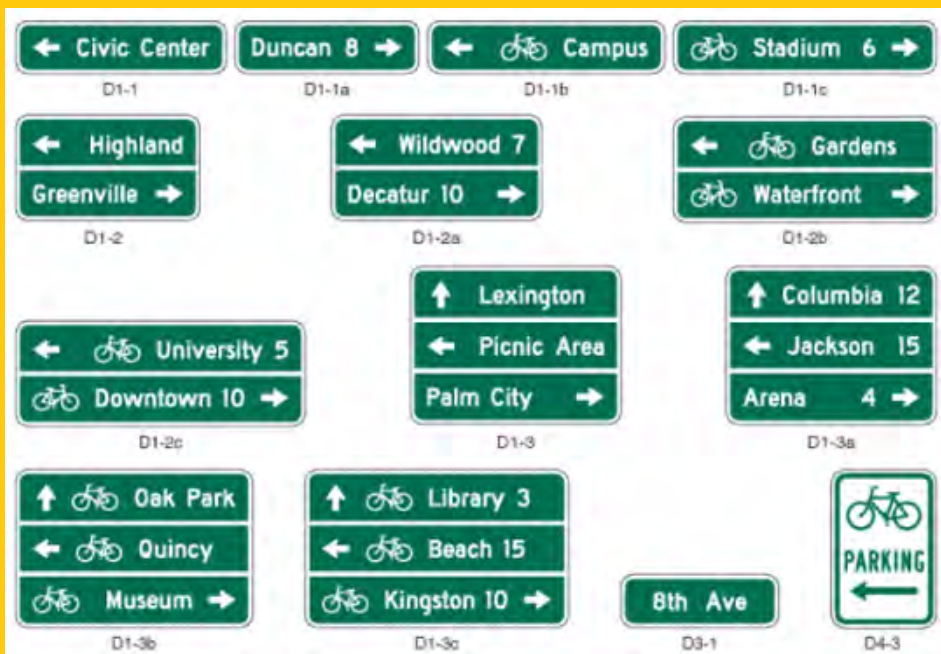 Civic Center
Duncan 8
Campus
Stadium 6
D1-1
D1-1a
D1-1b
D1-1c
Highland
Greenville
Wildwood 7
Decatur 10
Gardens
Waterfront
D1-2
D1-2a
D1-2b
University 5
Downtown 10
D1-2c
Lexington
Picnic Area
Palm City
D1-3
Columbia 12
Jackson 15
Arena 4
D1-3a
Oak Park
Quincy
Museum
D1-3b
Library 3
Beach 15
Kingston 10
D1-3c
8th Ave
D3-1
PARKING
D4-3